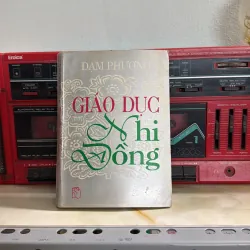 ĐẠM PHƯƠNG
GIÁO DỤC
Nhi
Đồng